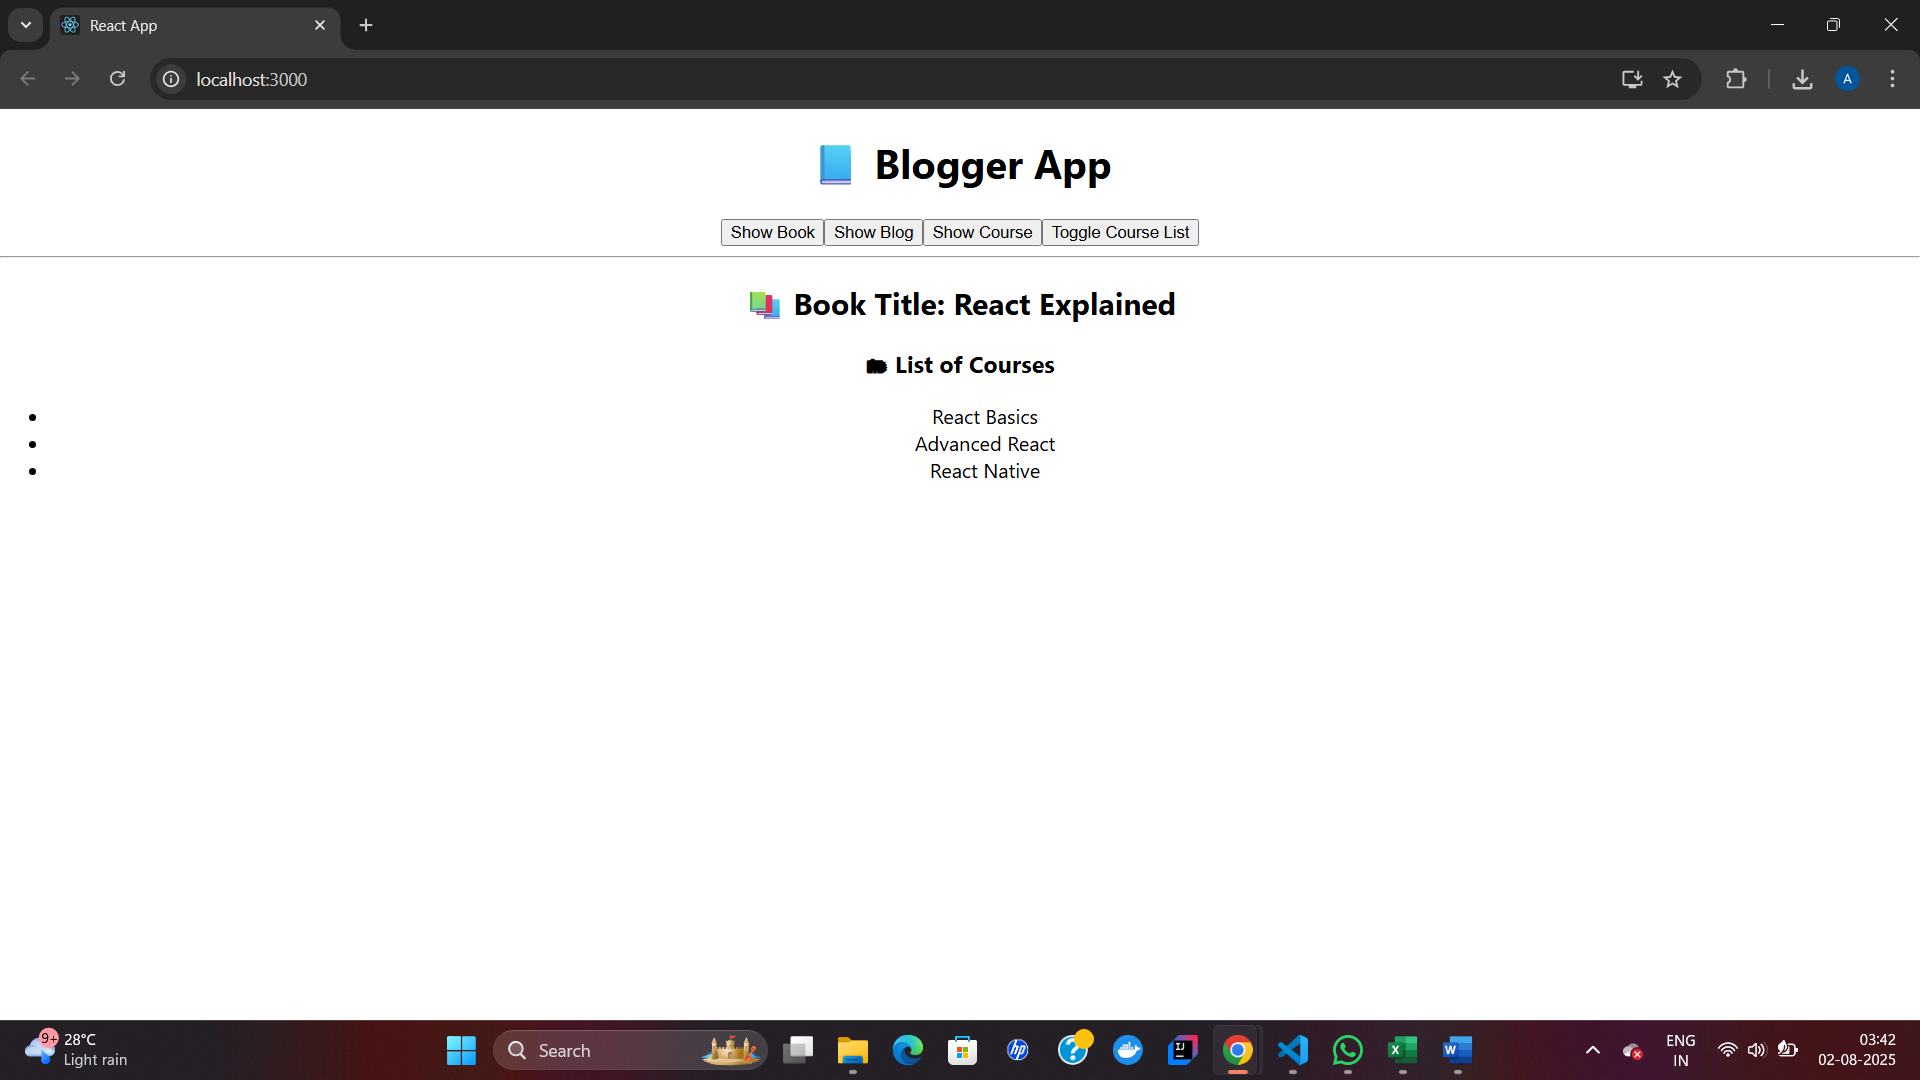 React App
localhost:3000
A
📘 Blogger App
Show Book Show Blog Show Course Toggle Course List
📚 Book Title: React Explained
List of Courses
• React Basics
• Advanced React
• React Native
9+ 28°C
Light rain
Search
hp
?
IJ
X
W
ENG
IN
03:42
02-08-2025